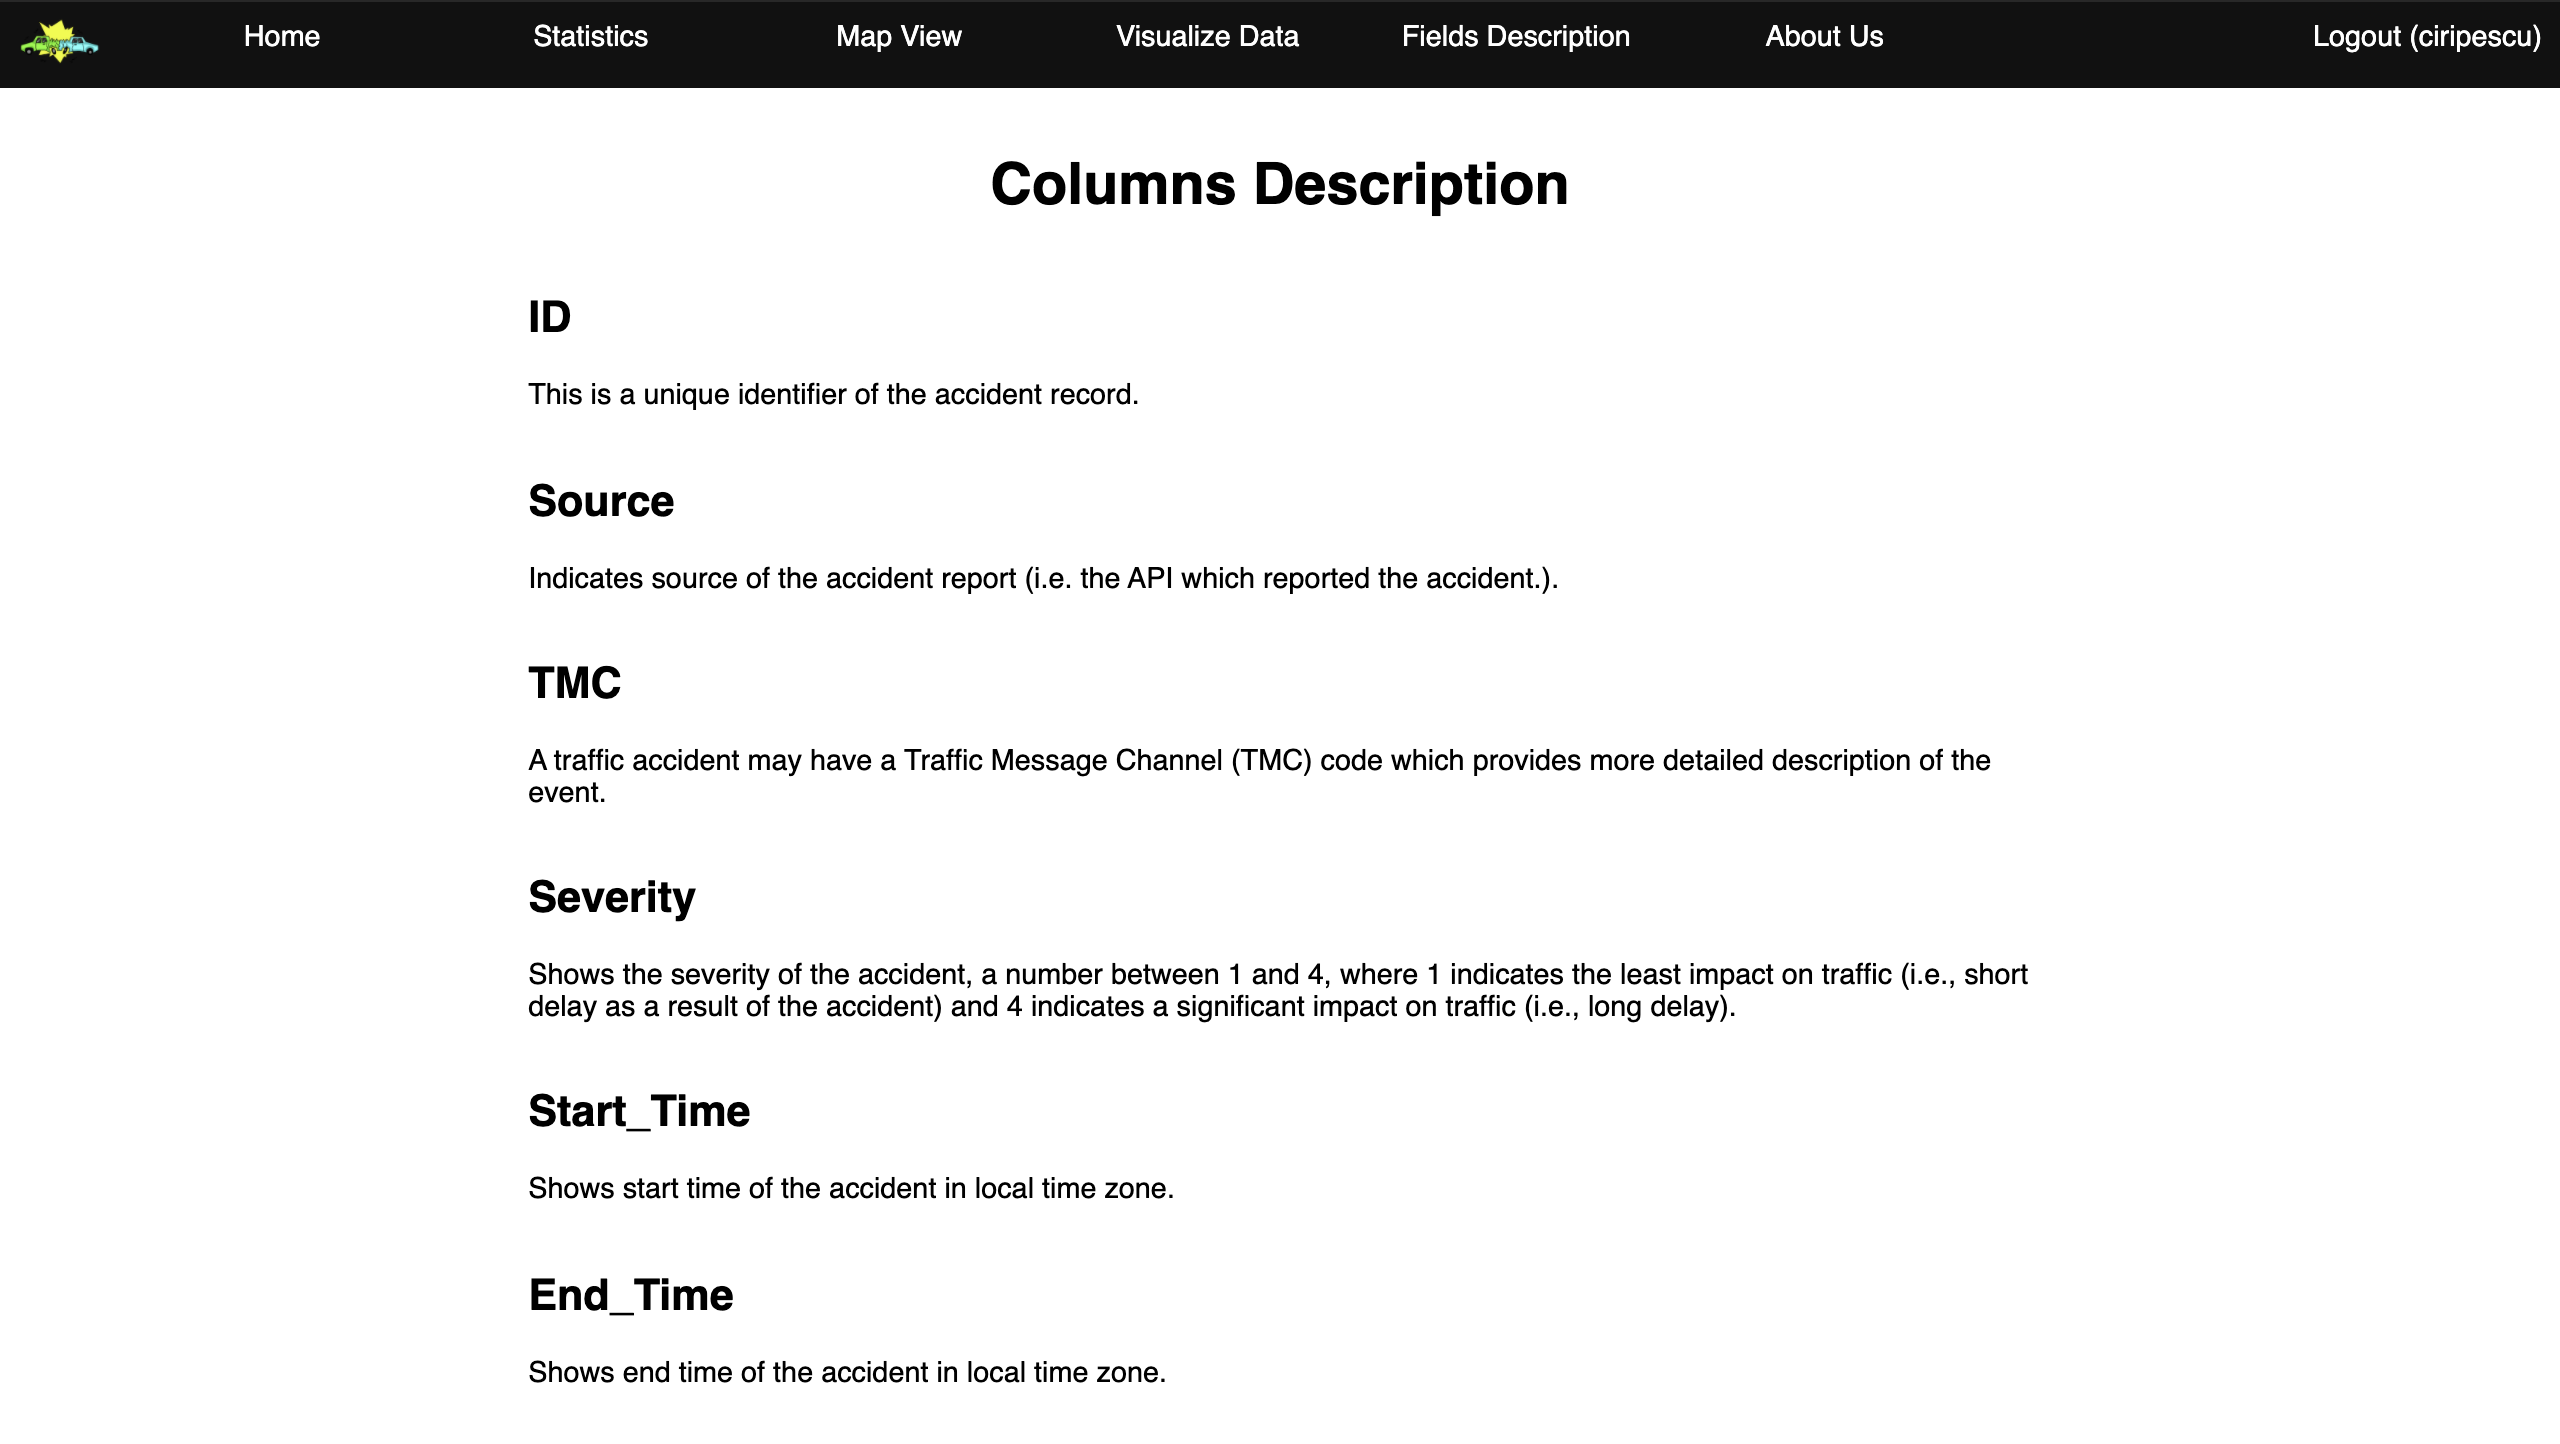 Home Statistics Map View Visualize Data Fields Description About Us Logout (ciripescu)
Columns Description
ID
This is a unique identifier of the accident record.
Source
Indicates source of the accident report (i.e. the API which reported the accident.).
TMC
A traffic accident may have a Traffic Message Channel (TMC) code which provides more detailed description of the
event.
Severity
Shows the severity of the accident, a number between 1 and 4, where 1 indicates the least impact on traffic (i.e., short
delay as a result of the accident) and 4 indicates a significant impact on traffic (i.e., long delay).
Start_Time
Shows start time of the accident in local time zone.
End_Time
Shows end time of the accident in local time zone.